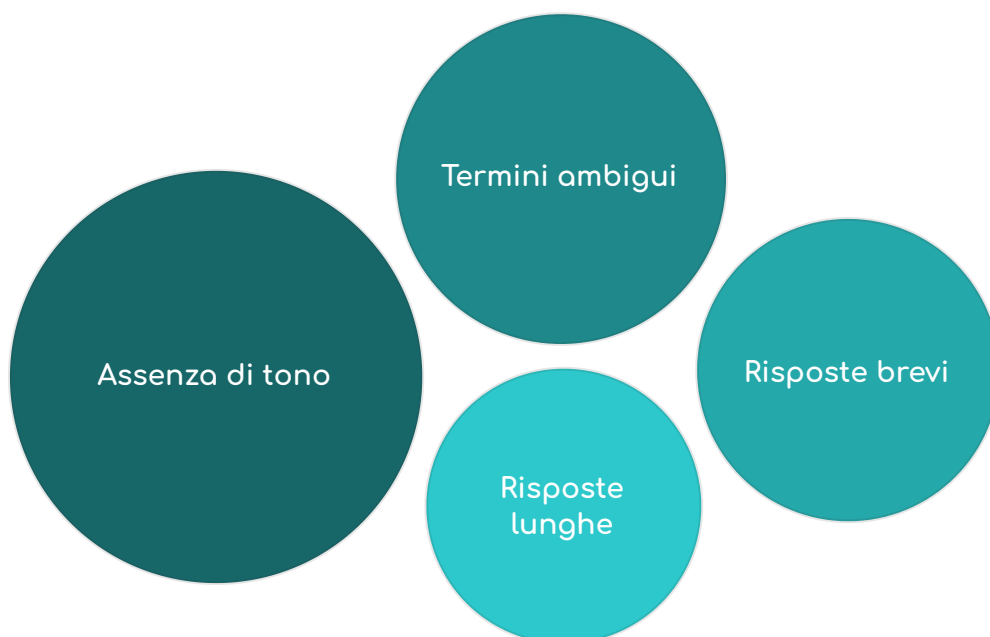 Termini ambigui
Assenza di tono
Risposte brevi
Risposte
lunghe